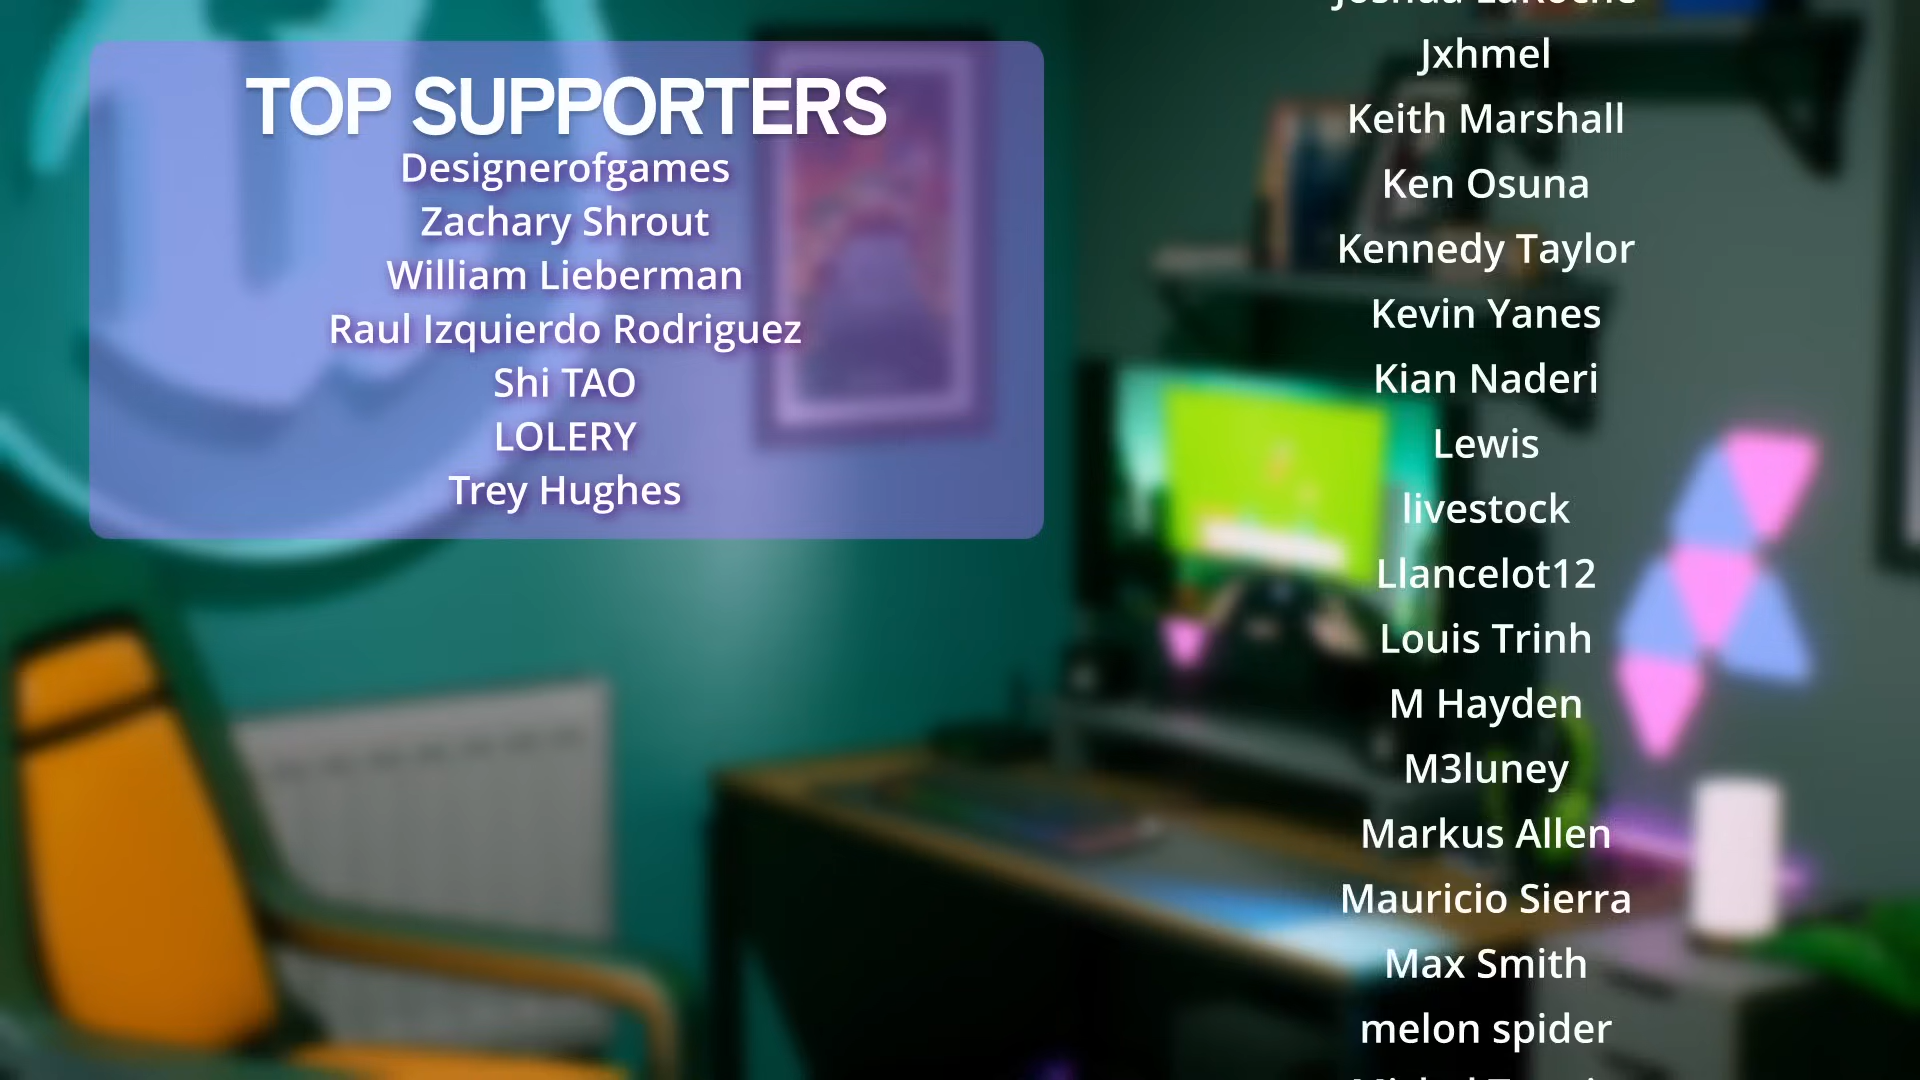 TOP SUPPORTERS
Designerofgames
Zachary Shrout
William Lieberman
Raul Izquierdo Rodriguez
Shi TAO
LOLERY
Trey Hughes
Joshua LaRoche
Jxhmel
Keith Marshall
Ken Osuna
Kennedy Taylor
Kevin Yanes
Kian Naderi
Lewis
livestock
Llancelot12
Louis Trinh
M Hayden
M3luney
Markus Allen
Mauricio Sierra
Max Smith
melon spider